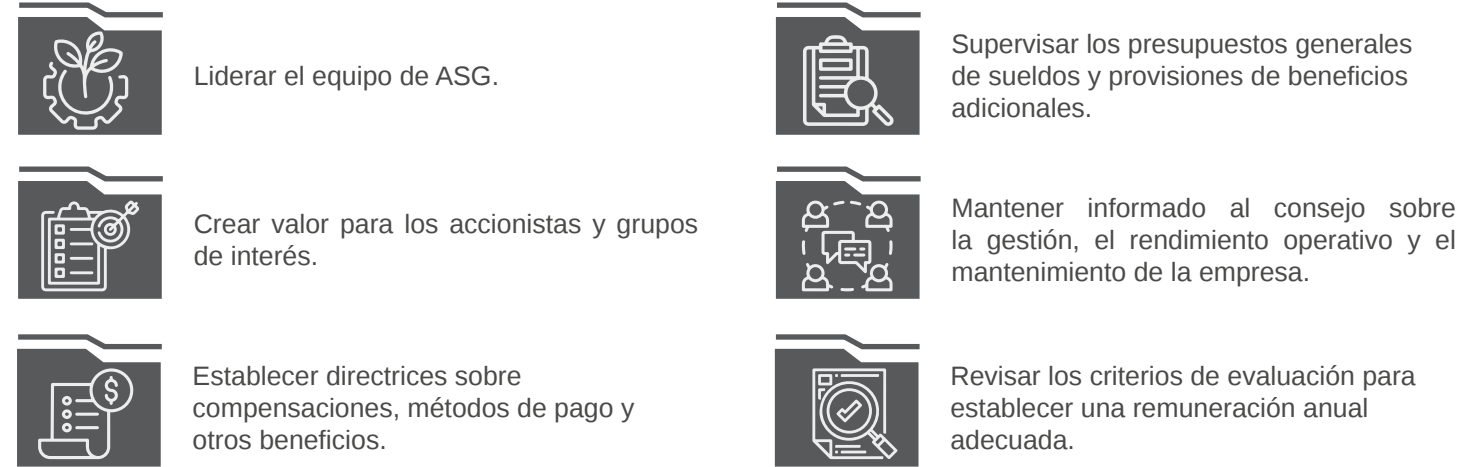 Liderar el equipo de ASG.
Crear valor para los accionistas y grupos
de interés.
$
Establecer directrices sobre
compensaciones, métodos de pago y
otros beneficios.
Supervisar los presupuestos generales
de sueldos y provisiones de beneficios
adicionales.
Mantener informado al consejo sobre
la gestión, el rendimiento operativo y el
mantenimiento de la empresa.
Revisar los criterios de evaluación para
establecer una remuneración anual
adecuada.